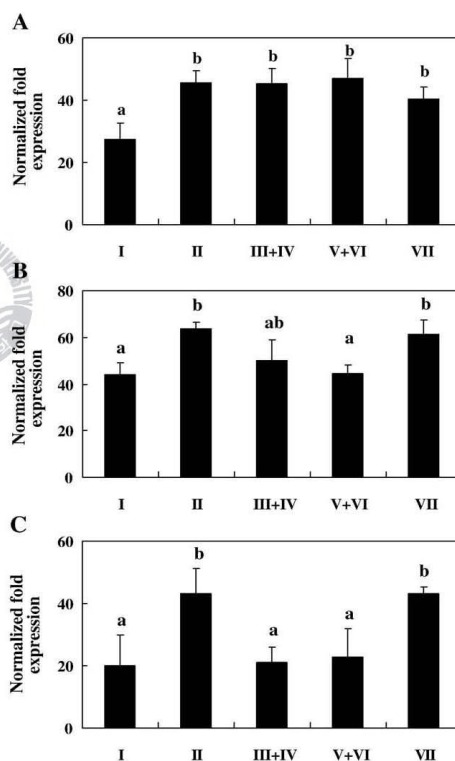 A
Normalized fold
expression
60
40
20
0
a
b
b
b
b
I
II
III+IV
V+VI
VII
B
Normalized fold
expression
80
60
40
20
0
a
b
ab
a
b
I
II
III+IV
V+VI
VII
C
Normalized fold
expression
60
40
20
0
a
b
a
a
b
I
II
III+IV
V+VI
VII